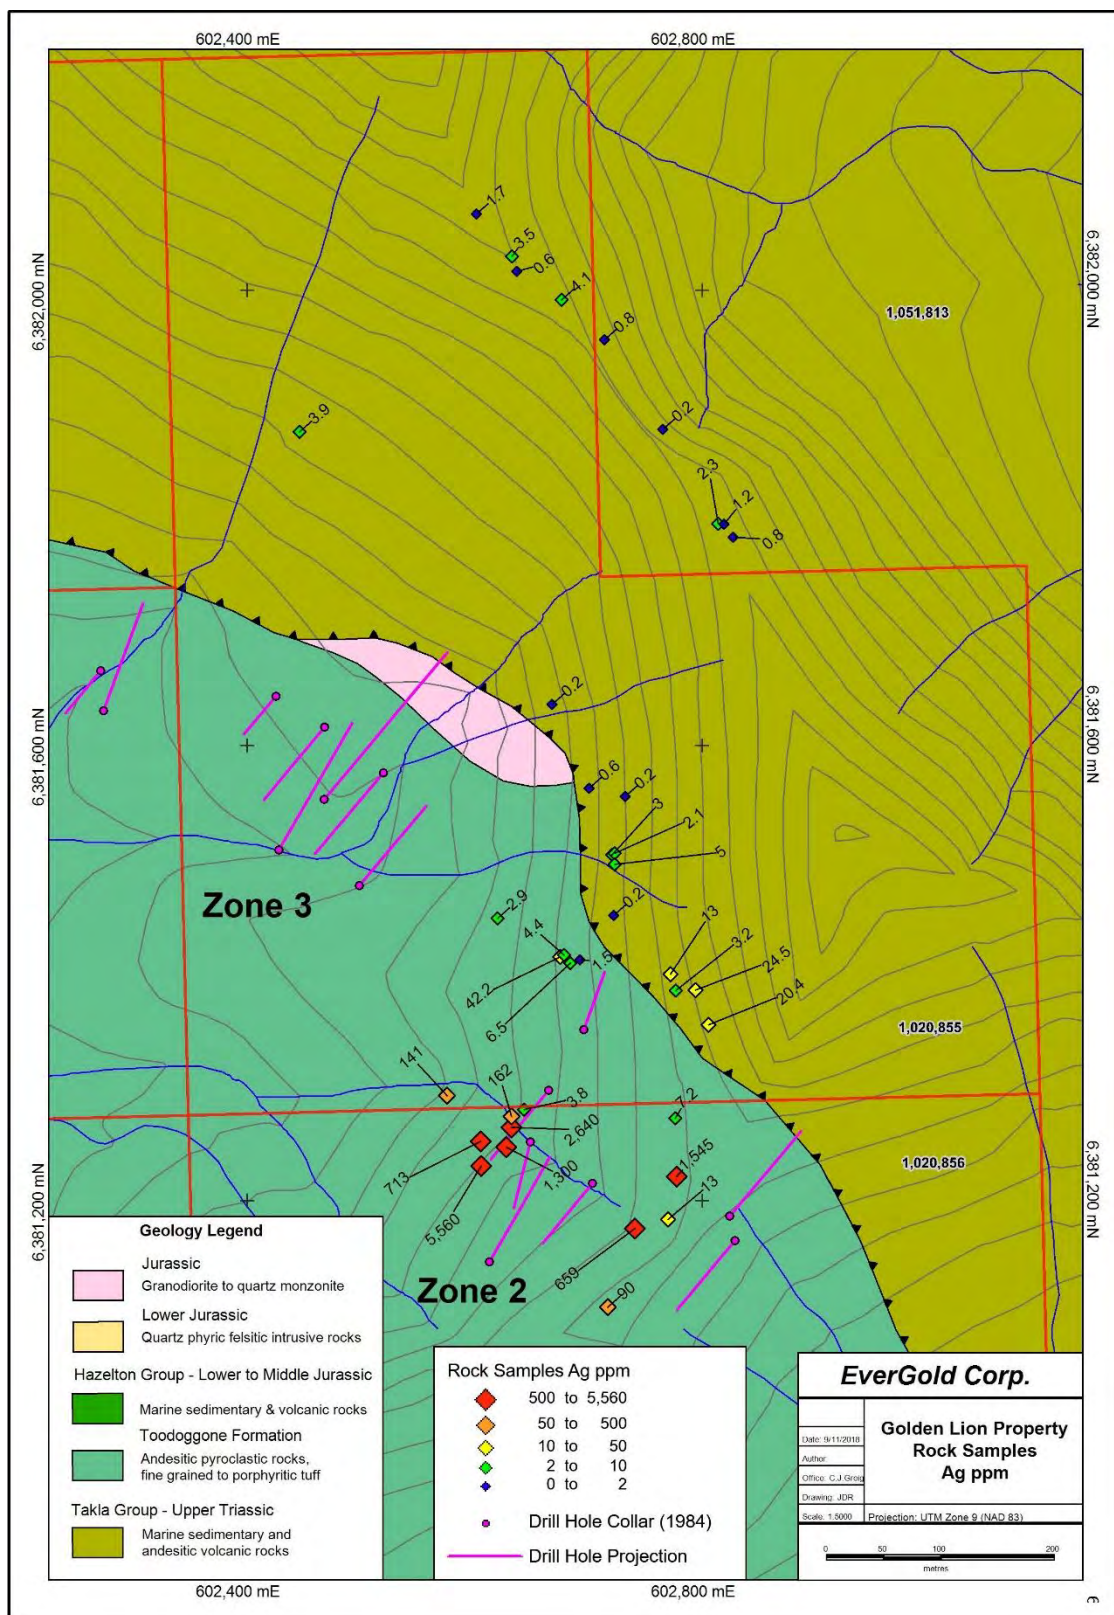 602,400 mE
602,800 mE
6,382,000 mN
6,382,000 mN
1.7
3.5
0.6
4.1
0.8
1,051,813
3.9
0.2
2.3
1.2
0.8
0.2
6,381,600 mN
6,381,600 mN
0.6
0.2
3
2.1
5
Zone 3
2.9
0.2
4.4
13
3.2
24.5
42.2
1.5
6.5
20.4
1,020,855
141
162
3.8
7.2
2,640
713
1,300
1,545
1,020,856
13
5,560
6,381,200 mN
6,381,200 mN
659
Zone 2
90
Geology Legend
Jurassic
Granodiorite to quartz monzonite
Lower Jurassic
Quartz phyric felsitic intrusive rocks
Hazelton Group - Lower to Middle Jurassic
Marine sedimentary & volcanic rocks
Toodoggone Formation
Andesitic pyroclastic rocks,
fine grained to porphyritic tuff
Takla Group - Upper Triassic
Marine sedimentary and
andesitic volcanic rocks
Rock Samples Ag ppm
500 to 5,560
50 to 500
10 to 50
2 to 10
0 to 2
Drill Hole Collar (1984)
Drill Hole Projection
EverGold Corp.
Date: 9/11/2018
Author:
Office: C.J.Greig
Drawing: JDR
Scale: 1:5000
Golden Lion Property
Rock Samples
Ag ppm
Projection: UTM Zone 9 (NAD 83)
0 50 100 200
metres
602,400 mE
602,800 mE